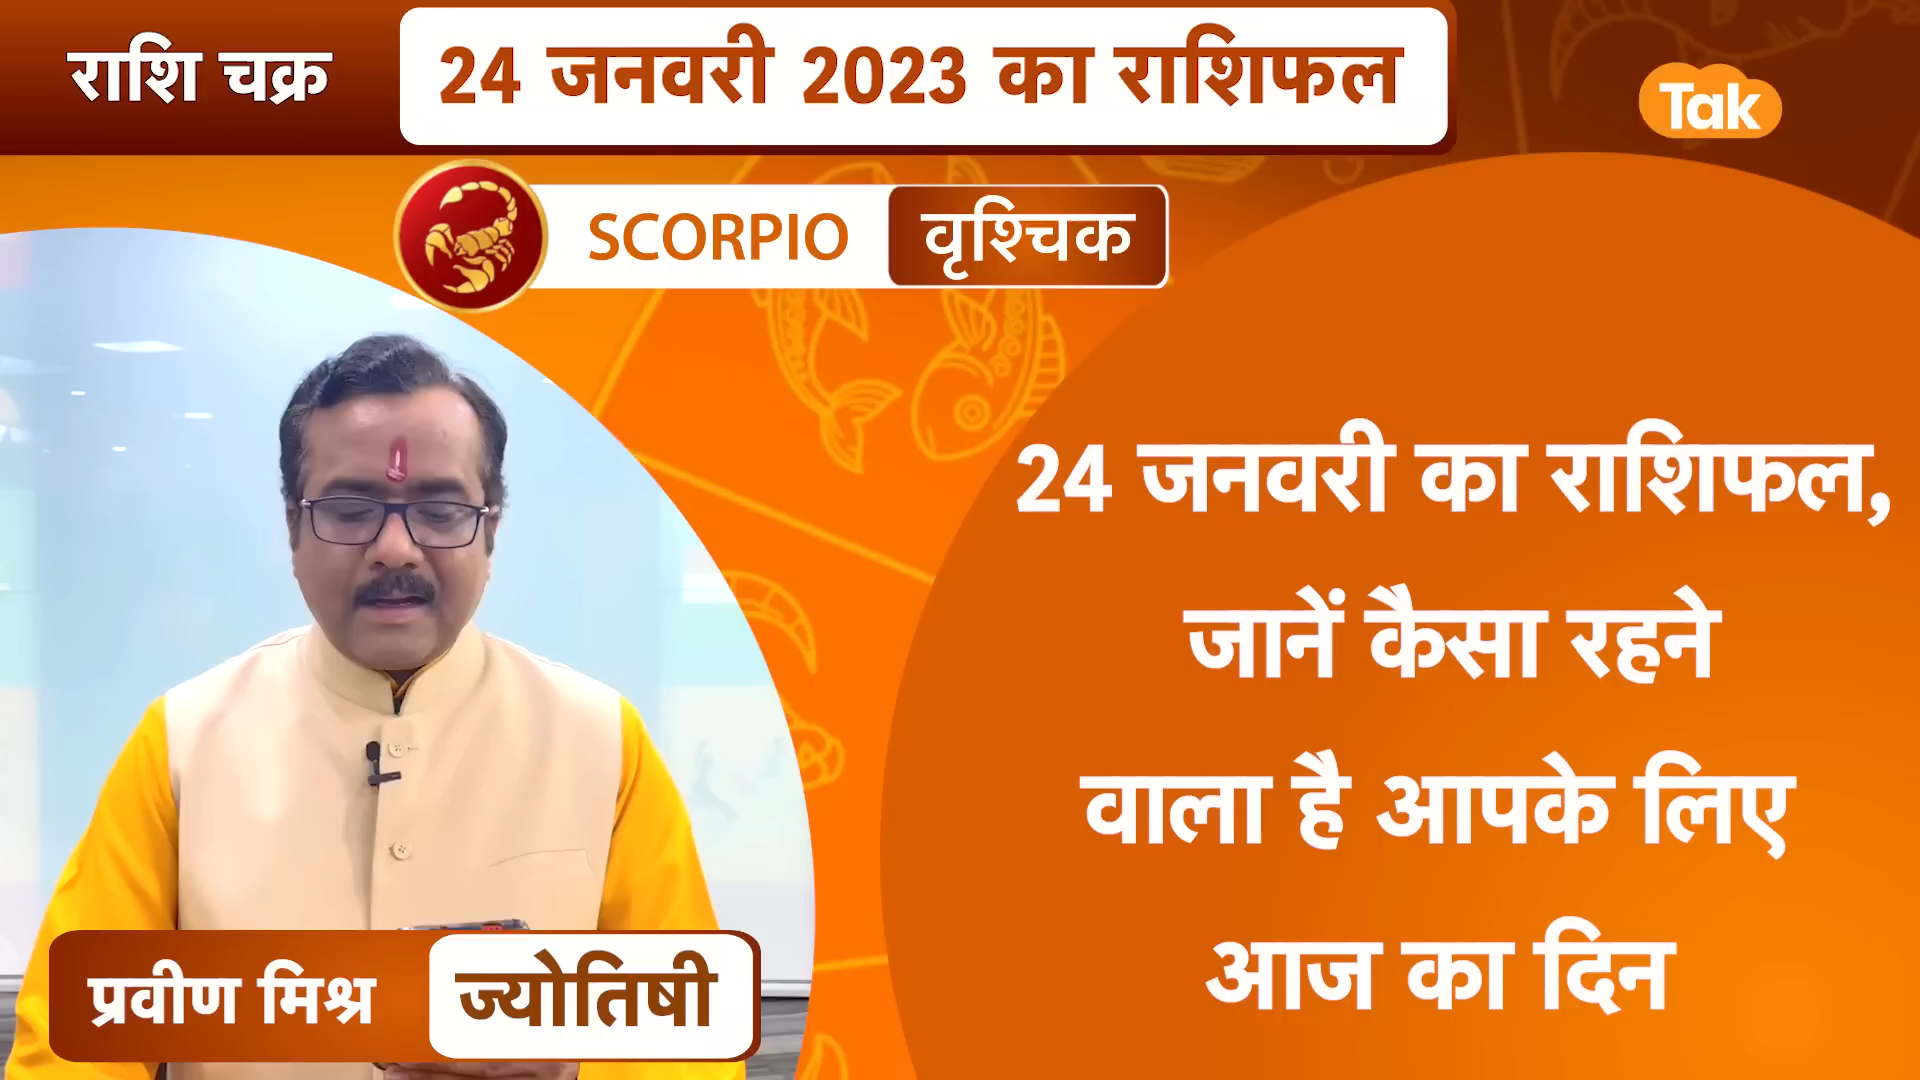 राशि चक्र
24 जनवरी 2023 का राशिफल
Tak
SCORPIO
वृश्चिक
24 जनवरी का राशिफल,
जानें कैसा रहने
वाला है आपके लिए
आज का दिन
प्रवीण मिश्र
ज्योतिषी